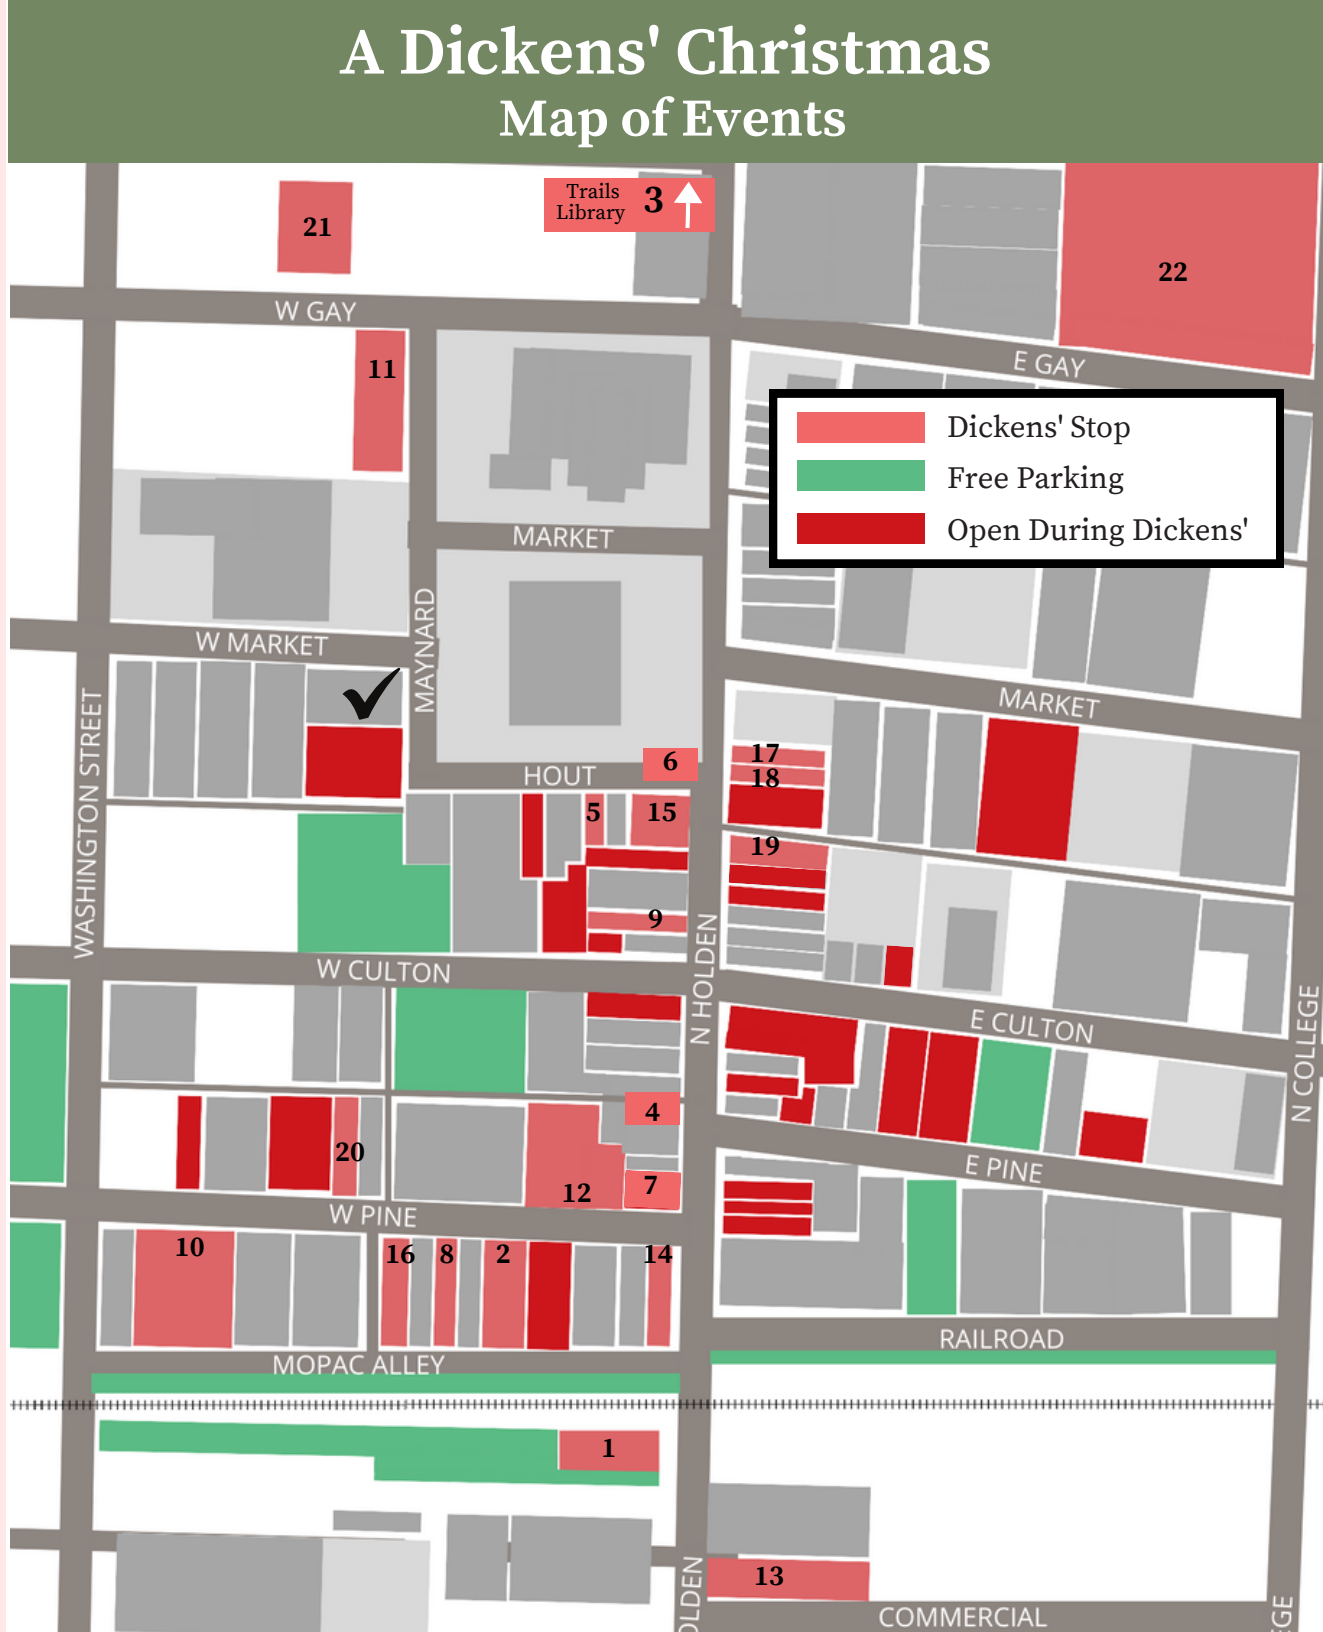 A Dickens' Christmas
Map of Events
Trails
Library
3
21
22
W GAY
E GAY
11
Dickens' Stop
Free Parking
Open During Dickens'
MARKET
W MARKET
MAYNARD
MARKET
WASHINGTON STREET
6
HOUT
17
18
5
15
19
9
N HOLDEN
W CULTON
E CULTON
N COLLEGE
4
20
12
7
E PINE
W PINE
10
16
8
2
14
RAILROAD
MOPAC ALLEY
1
13
OLDEN
COMMERCIAL
EGE